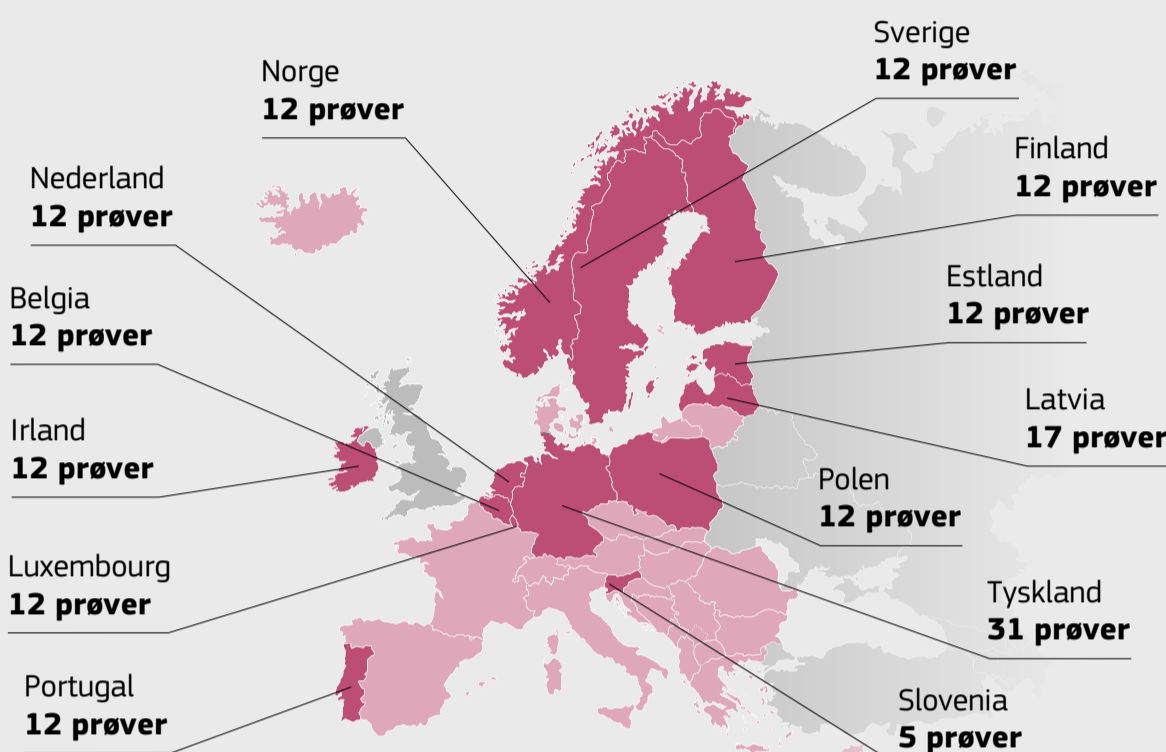 Sverige
12 prøver
Norge
12 prøver
Finland
12 prøver
Nederland
12 prøver
Estland
12 prøver
Belgia
12 prøver
Latvia
17 prøver
Irland
12 prøver
Polen
12 prøver
Luxembourg
12 prøver
Tyskland
31 prøver
Portugal
12 prøver
Slovenia
5 prøver